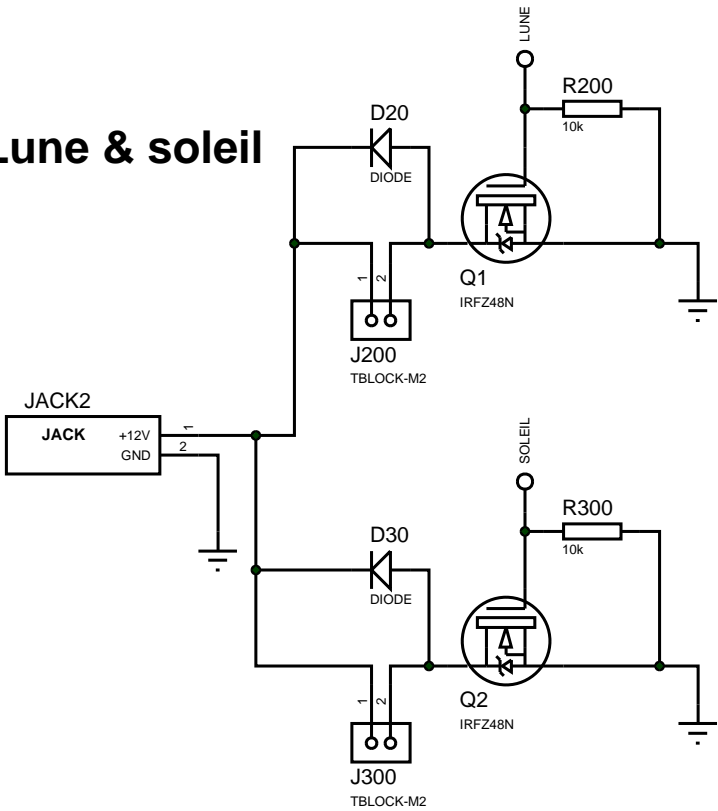 LUNE
R200
10k
D20
DIODE
Lune & soleil
1
2
Q1
IRFZ48N
J200
TBLOCK-M2
JACK2
JACK
+12V
1
GND
2
SOLEIL
R300
10k
D30
DIODE
1
2
Q2
IRFZ48N
J300
TBLOCK-M2